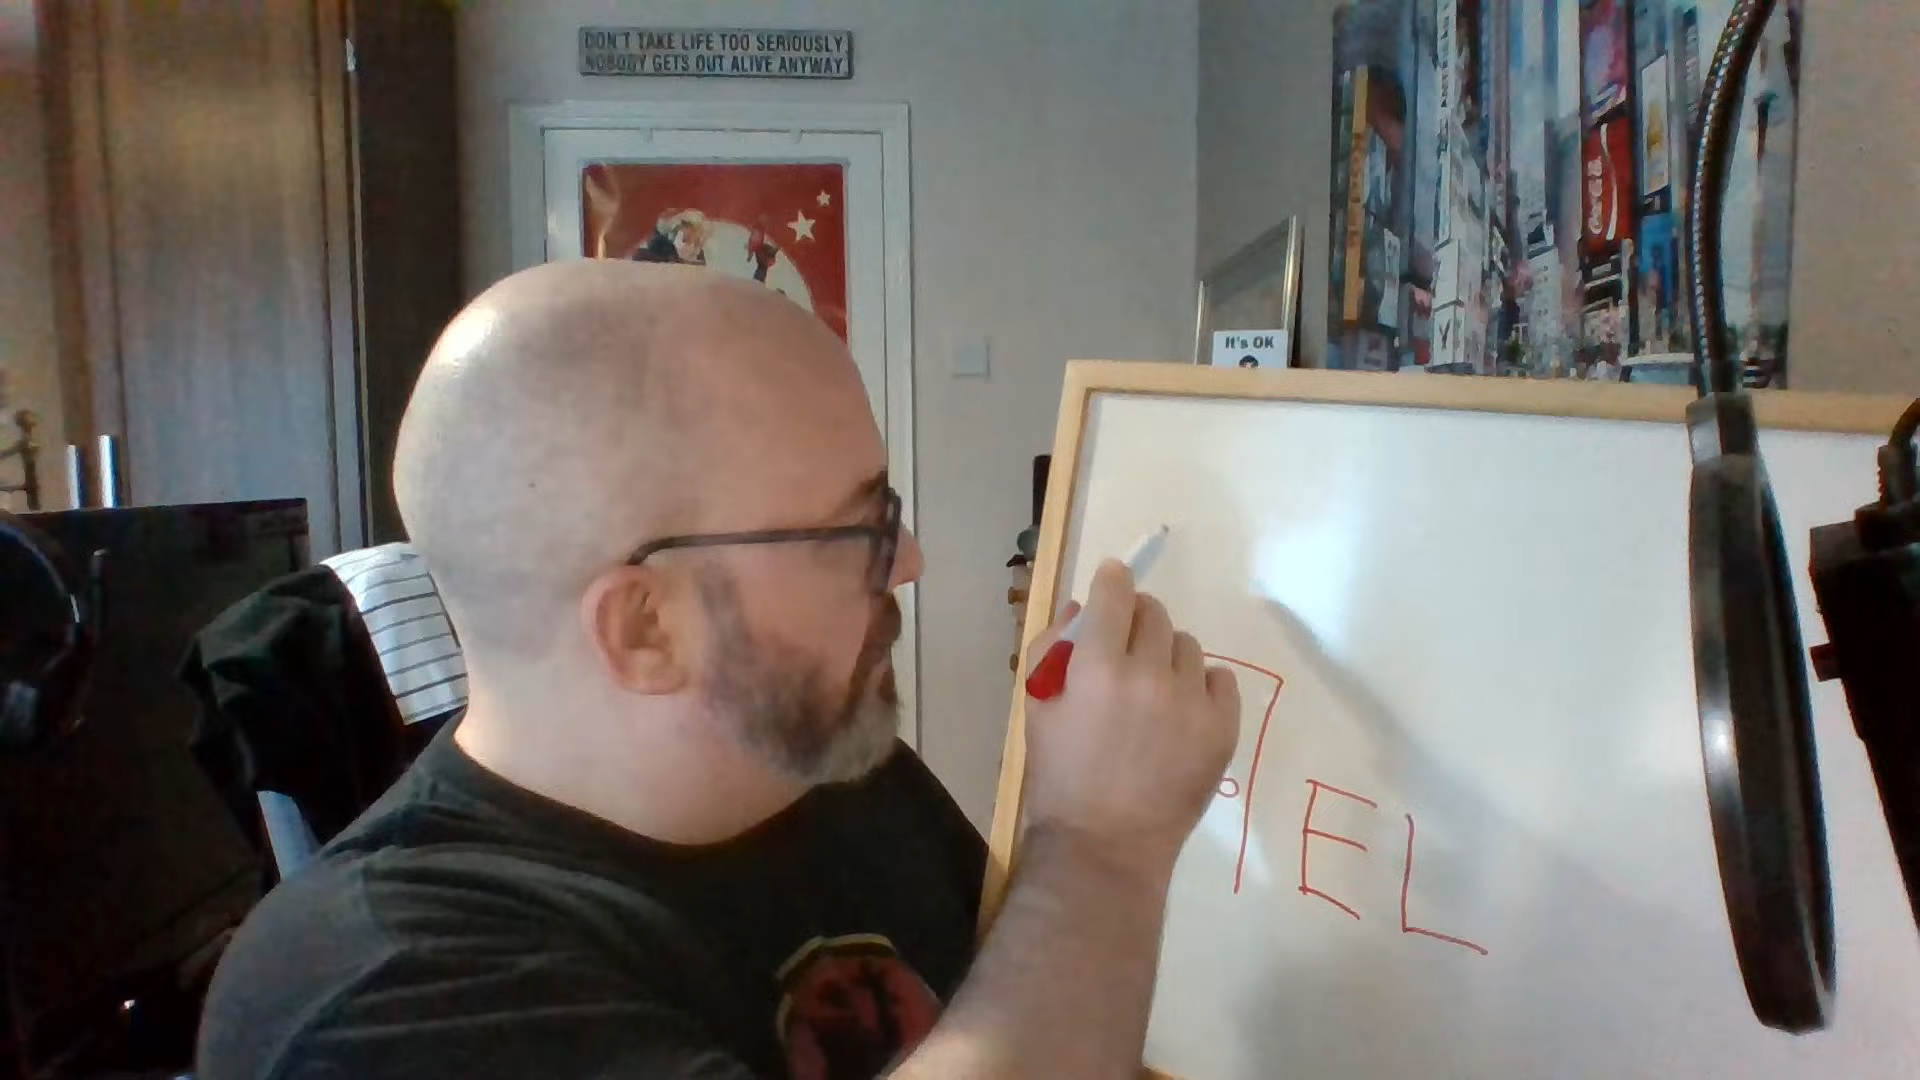 DON'T TAKE LIFE TOO SERIOUSLY
NOBODY GETS OUT ALIVE ANYWAY
It's OK
EL